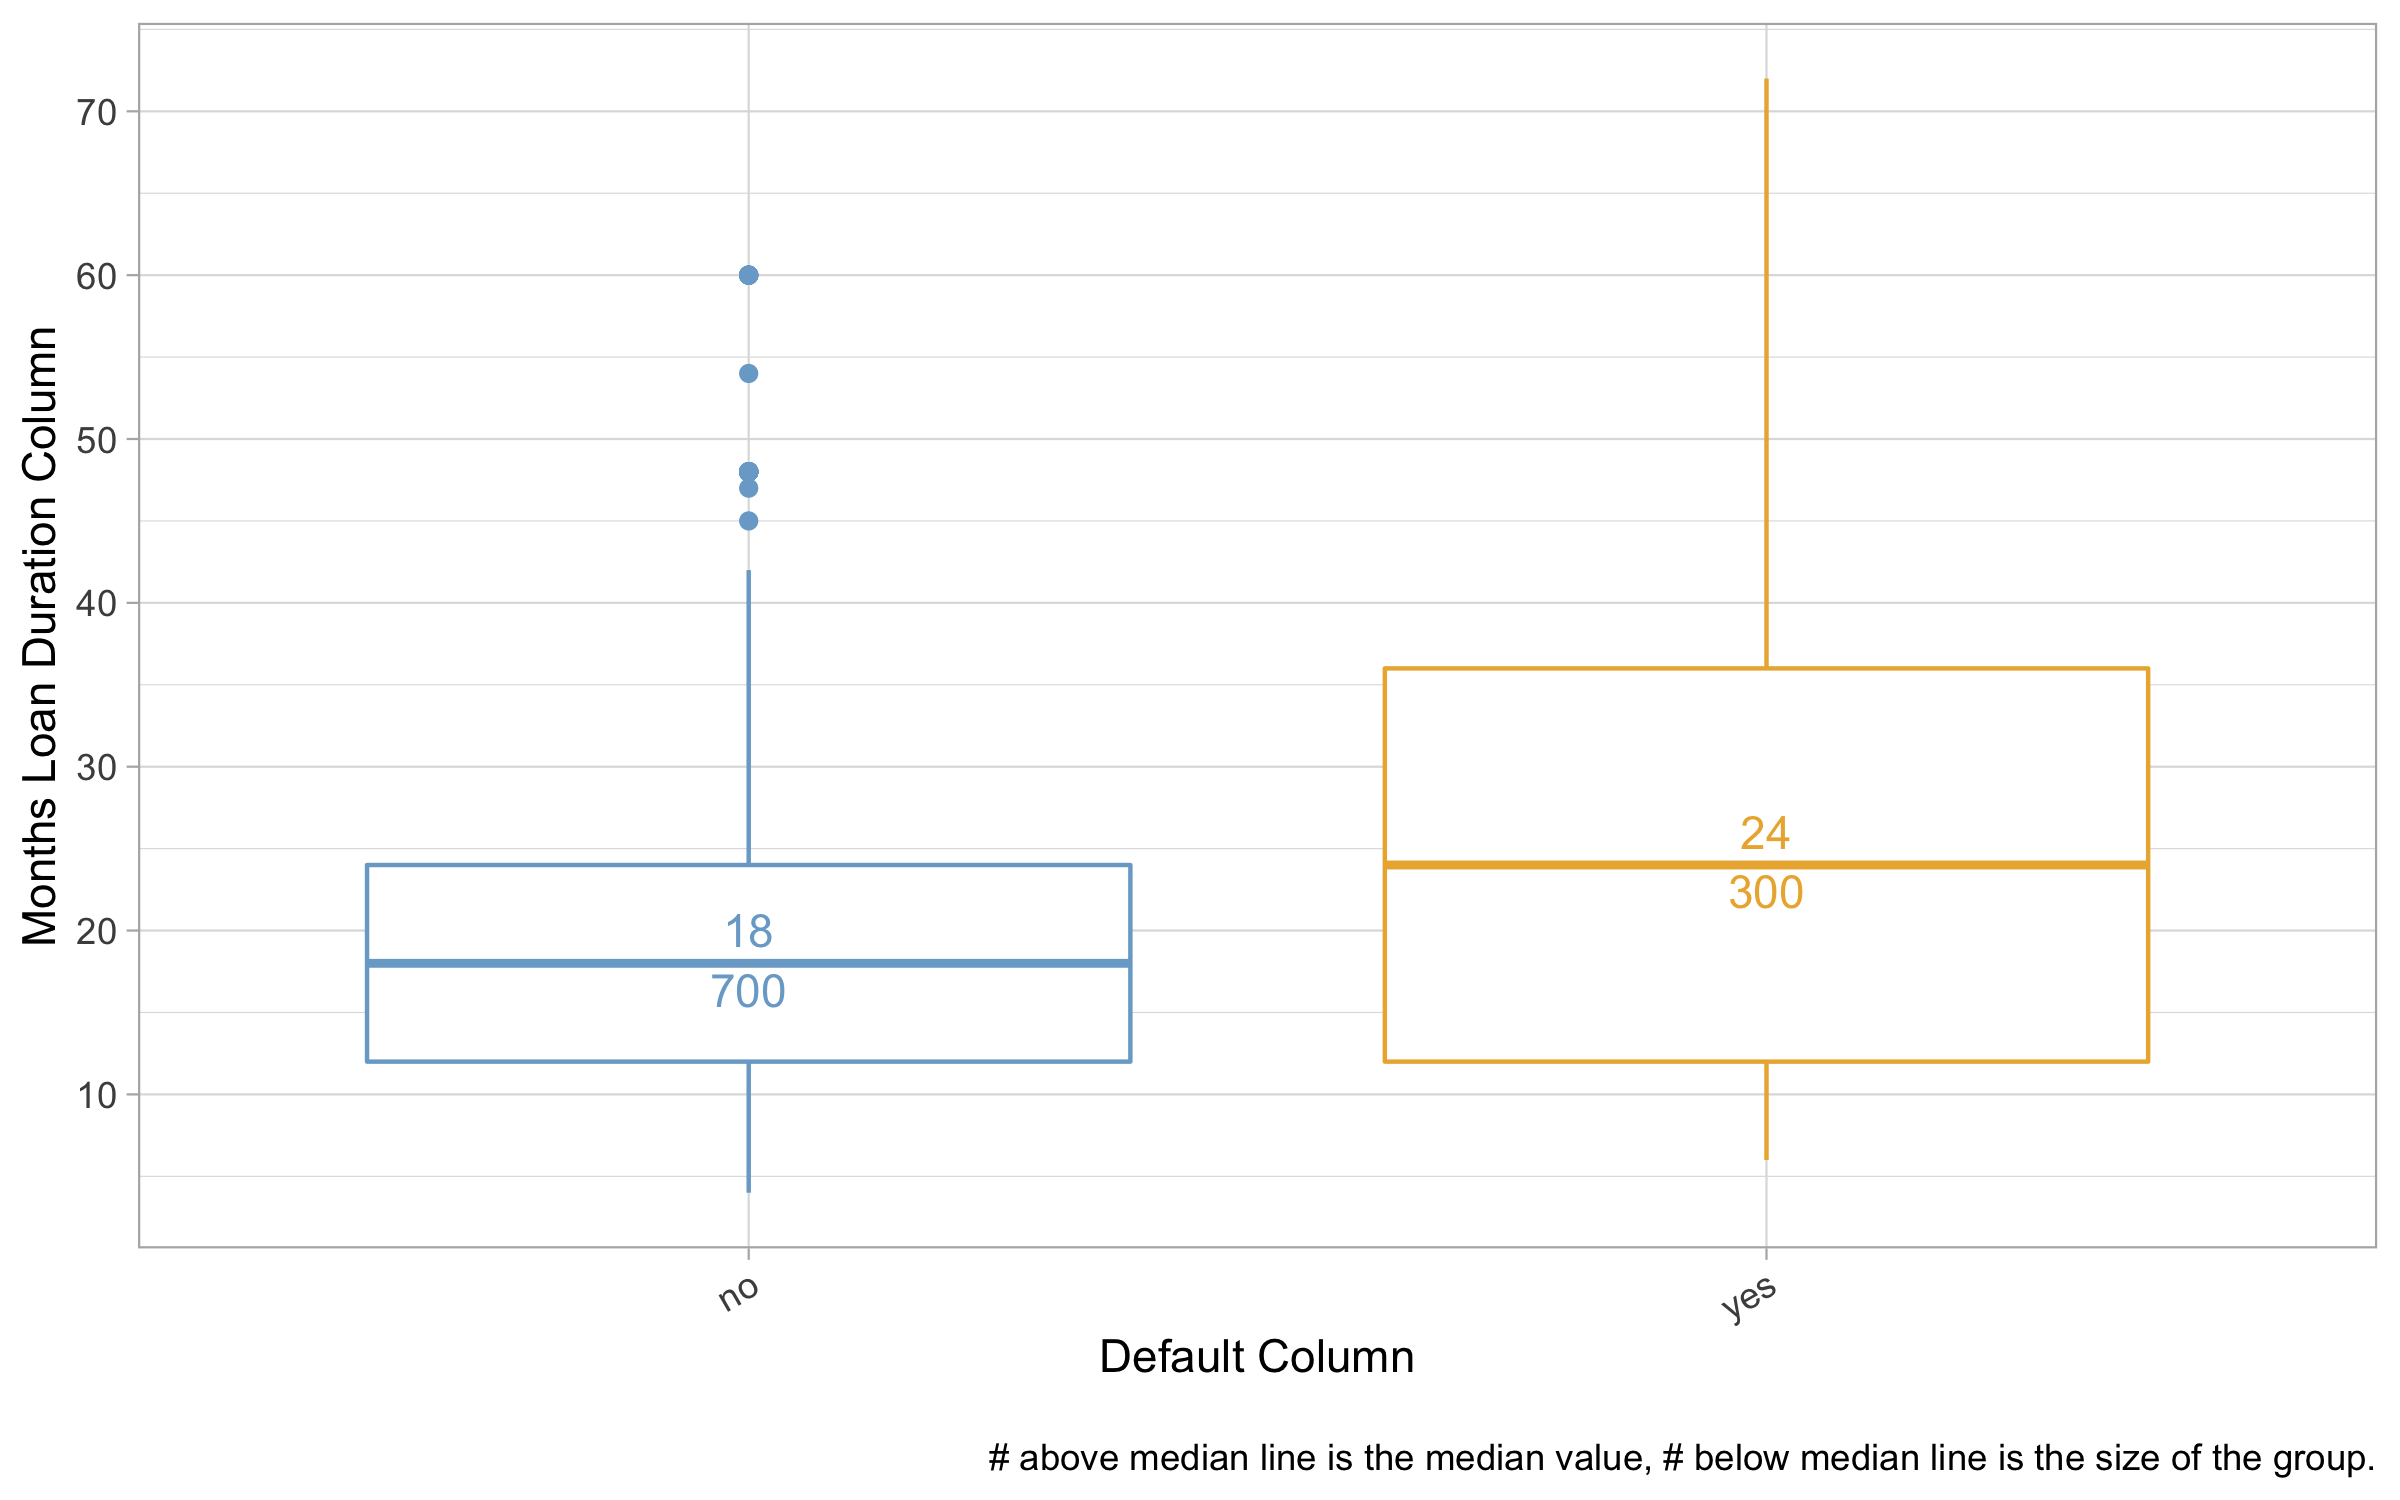 Months Loan Duration Column
70
60
50
40
30
20
10
18
700
24
300
no
yes
Default Column
# above median line is the median value, # below median line is the size of the group.